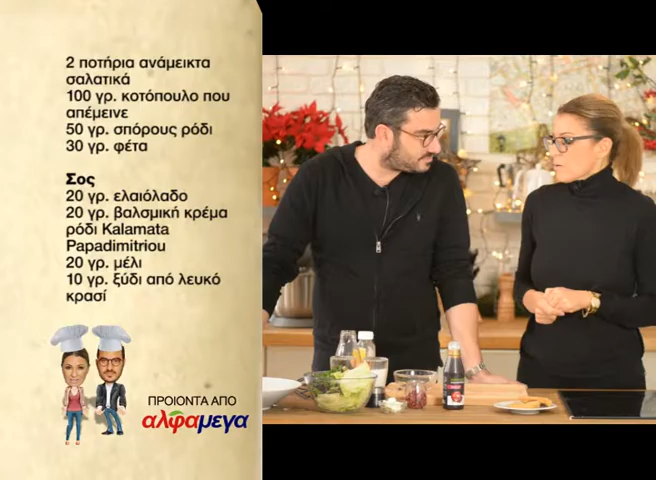 2 ποτήρια ανάμεικτα
σαλατικά
100 γρ. κοτόπουλο που
απέμεινε
50 γρ. σπόρους ρόδι
30 γρ. φέτα
Σος
20 γρ. ελαιόλαδο
20 γρ. βαλσμική κρέμα
ρόδι Kalamata
Papadimitriou
20 γρ. μέλι
10 γρ. ξύδι από λευκό
κρασί
ΠΡΟΙΟΝΤΑ ΑΠΟ
αλφαμεγα